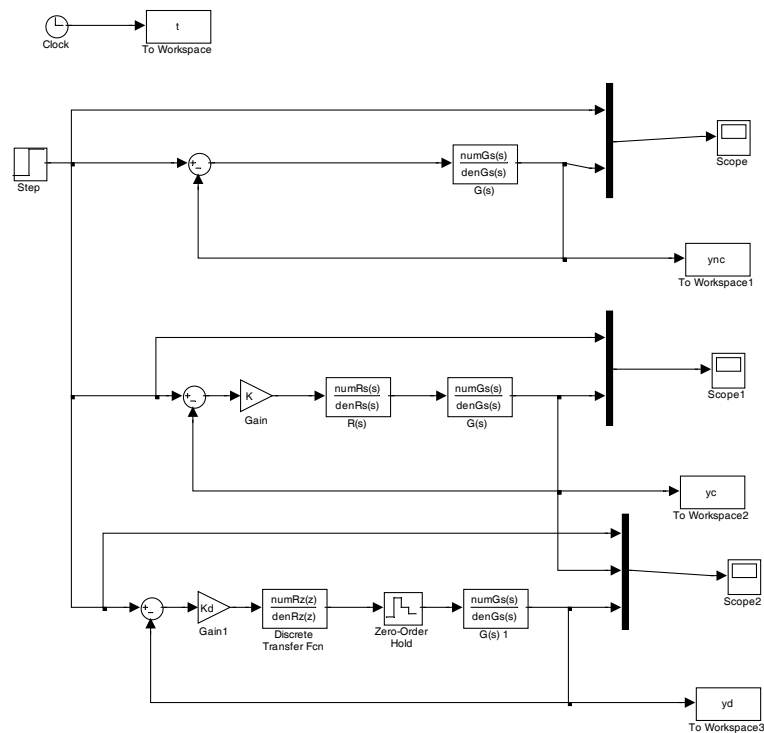 t
Clock
To Workspace
Step
+
−
numGs(s)
denGs(s)
G(s)
Scope
ync
To Workspace1
+
−
K
Gain
numRs(s)
denRs(s)
R(s)
numGs(s)
denGs(s)
G(s)
Scope1
yc
To Workspace2
+
−
Kd
Gain1
numRz(z)
denRz(z)
Discrete
Transfer Fcn
Zero-Order
Hold
numGs(s)
denGs(s)
G(s) 1
Scope2
yd
To Workspace3